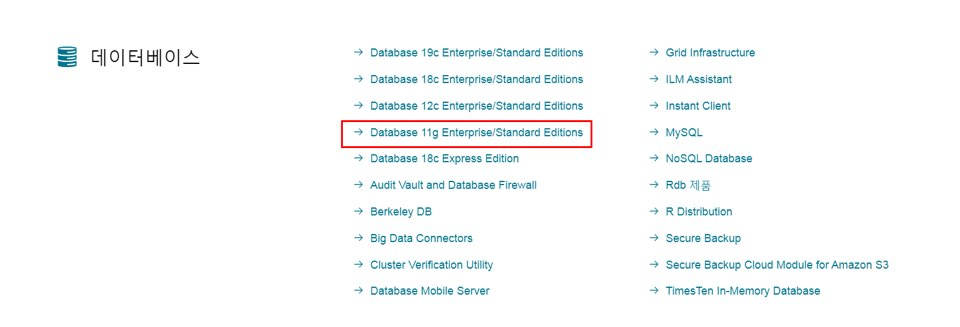 데이터베이스
Database 19c Enterprise/Standard Editions
Database 18c Enterprise/Standard Editions
Database 12c Enterprise/Standard Editions
Database 11g Enterprise/Standard Editions
Database 18c Express Edition
Audit Vault and Database Firewall
Berkeley DB
Big Data Connectors
Cluster Verification Utility
Database Mobile Server
Grid Infrastructure
ILM Assistant
Instant Client
MySQL
NoSQL Database
Rdb 제품
R Distribution
Secure Backup
Secure Backup Cloud Module for Amazon S3
TimesTen In-Memory Database